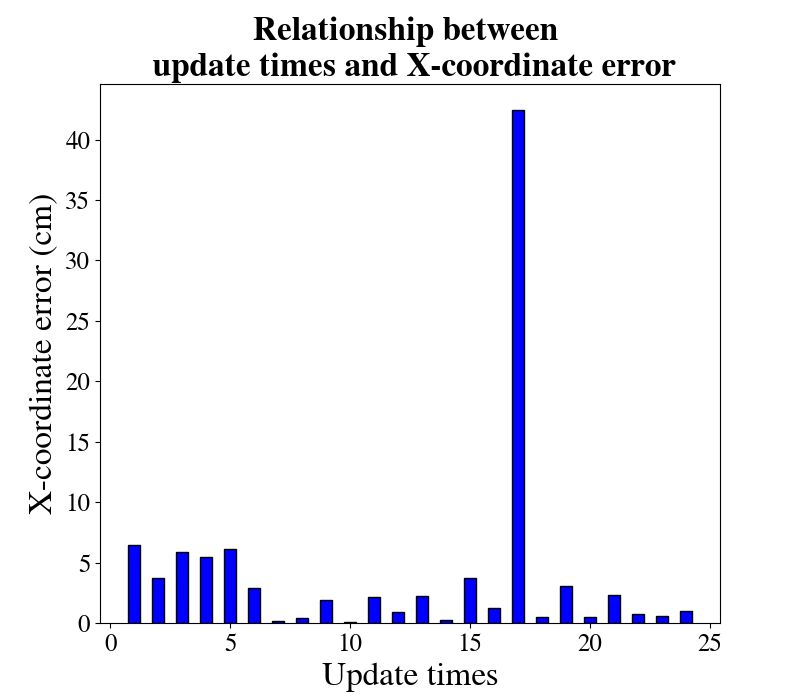 Relationship between
update times and X-coordinate error
X-coordinate error (cm)
40
35
30
25
20
15
10
5
0
0 5 10 15 20 25
Update times